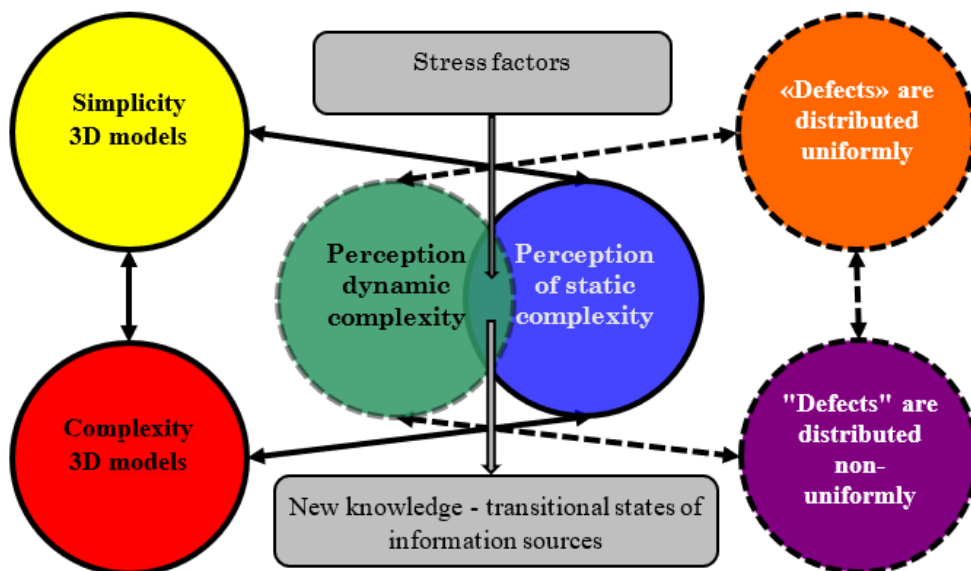 Stress factors
Simplicity
3D models
«Defects» are
distributed
uniformly
Perception
dynamic
complexity
Perception
of static
complexity
Complexity
3D models
"Defects" are
distributed
non-
uniformly
New knowledge - transitional states of
information sources